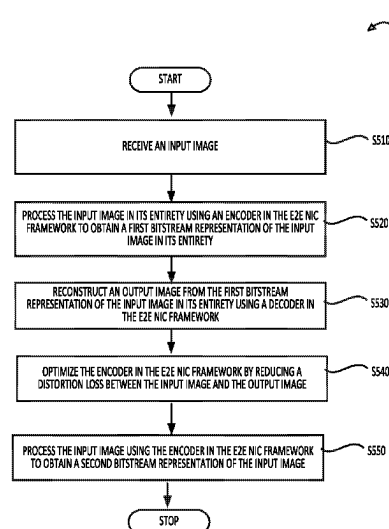 START
RECEIVE AN INPUT IMAGE
S510
PROCESS THE INPUT IMAGE IN ITS ENTIRETY USING AN ENCODER IN THE E2E NIC
FRAMEWORK TO OBTAIN A FIRST BITSTREAM REPRESENTATION OF THE INPUT
IMAGE IN ITS ENTIRETY
S520
RECONSTRUCT AN OUTPUT IMAGE FROM THE FIRST BITSTREAM
REPRESENTATION OF THE INPUT IMAGE IN ITS ENTIRETY USING A DECODER IN
THE E2E NIC FRAMEWORK
S530
OPTIMIZE THE ENCODER IN THE E2E NIC FRAMEWORK BY REDUCING A
DISTORTION LOSS BETWEEN THE INPUT IMAGE AND THE OUTPUT IMAGE
S540
PROCESS THE INPUT IMAGE USING THE ENCODER IN THE E2E NIC FRAMEWORK
TO OBTAIN A SECOND BITSTREAM REPRESENTATION OF THE INPUT IMAGE
S550
STOP